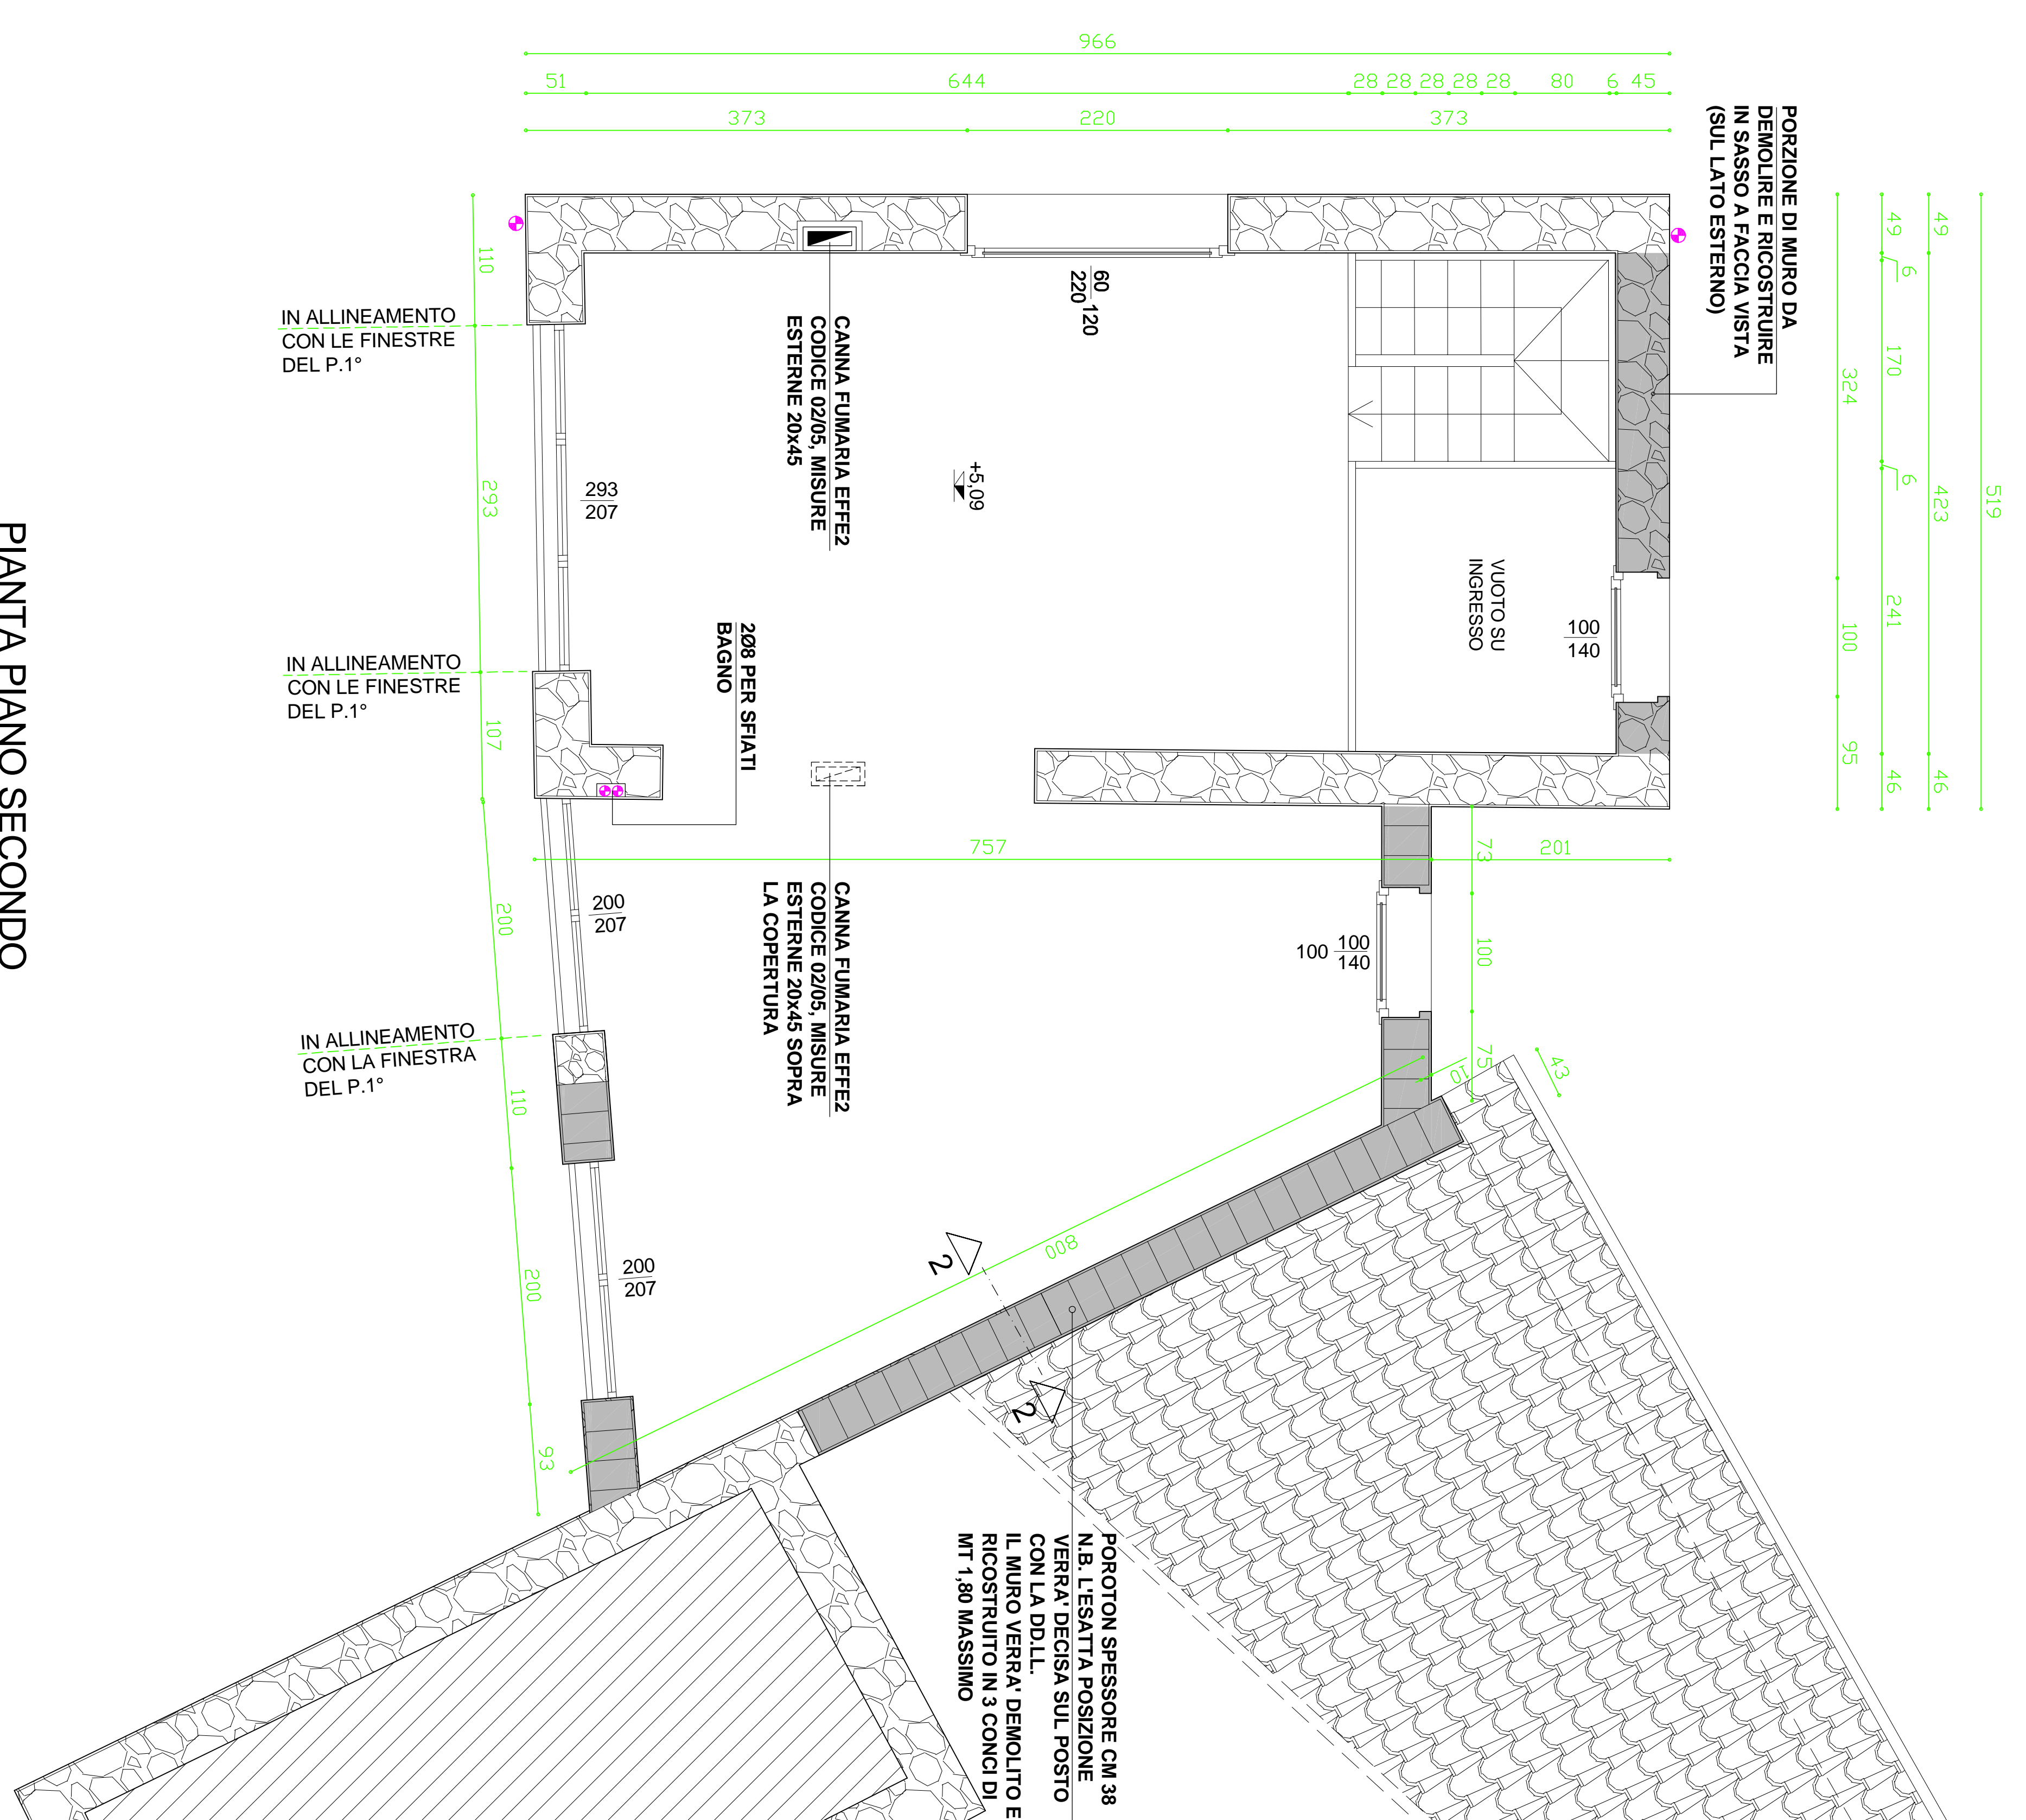 966
51
644
28
28
28
28
28
80
6
45
373
220
373
PORZIONE DI MURO DA
DEMOLIRE E RICOSTRUIRE
IN SASSO A FACCIA VISTA
(SUL LATO ESTERNO)
49
6
170
6
241
46
49
423
46
519
324
100
95
110
293
107
200
110
200
93
IN ALLINEAMENTO
CON LE FINESTRE
DEL P.1°
IN ALLINEAMENTO
CON LE FINESTRE
DEL P.1°
IN ALLINEAMENTO
CON LA FINESTRA
DEL P.1°
60
220
120
CANNA FUMARIA EFFE2
CODICE 02/05, MISURE
ESTERNE 20x45
+5,09
293
207
VUOTO SU
INGRESSO
100
140
2Ø8 PER SFIATI
BAGNO
757
201
73
100
75
10
43
200
207
CANNA FUMARIA EFFE2
CODICE 02/05, MISURE
ESTERNE 20x45 SOPRA
LA COPERTURA
100
100
140
800
2
2
200
207
POROTON SPESSORE CM 38
N.B. L'ESATTA POSIZIONE
VERRA' DECISA SUL POSTO
CON LA DD.LL.
IL MURO VERRA' DEMOLITO E
RICOSTRUITO IN 3 CONCI DI
MT 1,80 MASSIMO
PIANTA PIANO SECONDO